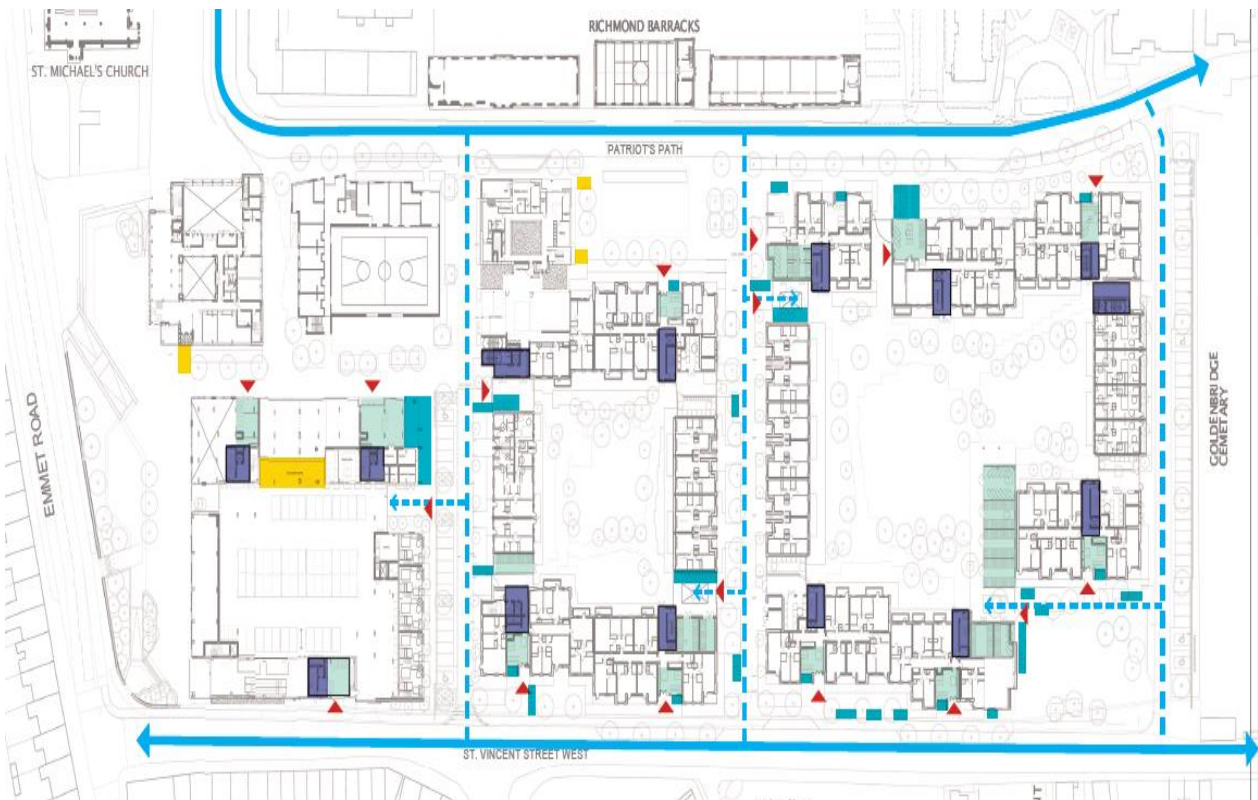 RICHMOND BARRACKS
ST. MICHAEL'S CHURCH
PATRIOT'S PATH
EMMET ROAD
GOLDENBRIDGE
CEMETARY
ST. VINCENT STREET WEST